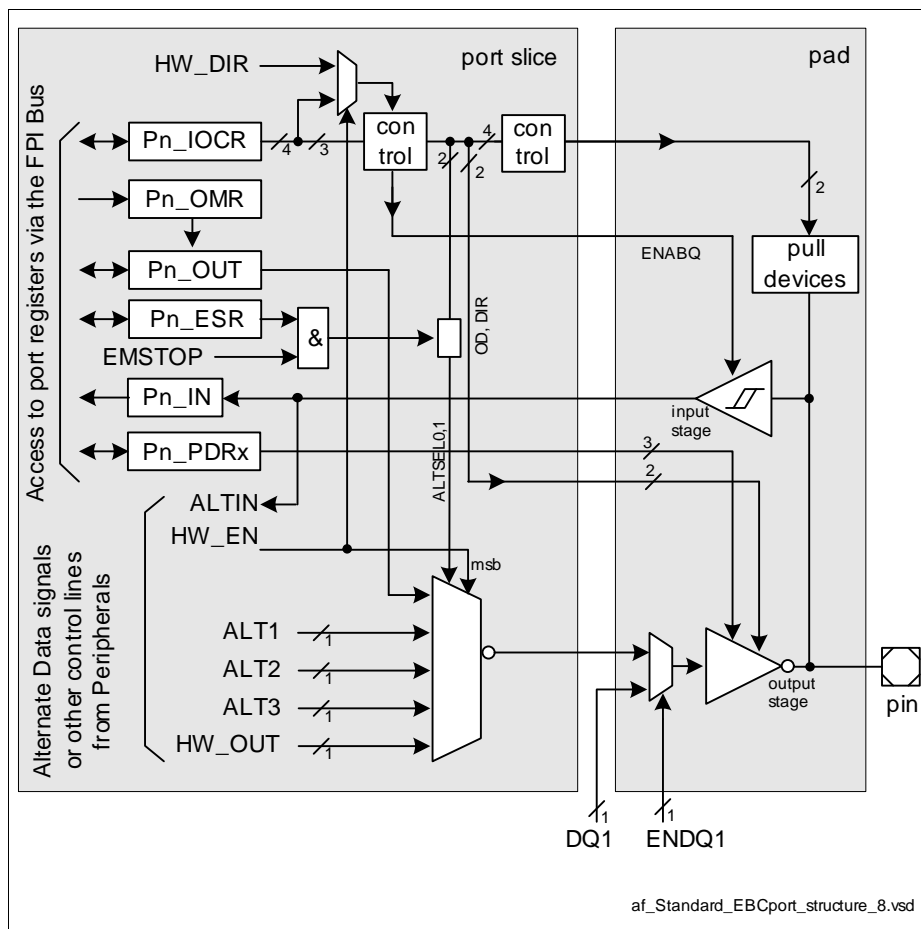 port slice
pad
HW_DIR
Access to port registers via the FPI Bus
Pn_IOCR
4
3
con
trol
2
2
4
con
trol
2
Pn_OMR
Pn_OUT
ENABQ
pull
devices
Pn_ESR
&
EMSTOP
OD, DIR
Pn_IN
input
stage
Pn_PDRx
3
2
ALTSEL0,1
ALTIN
HW_EN
msb
Alternate Data signals
or other control lines
from Peripherals
ALT1
1
ALT2
1
ALT3
1
HW_OUT
1
output
stage
pin
1
1
DQ1
ENDQ1
af_Standard_EBCport_structure_8.vsd